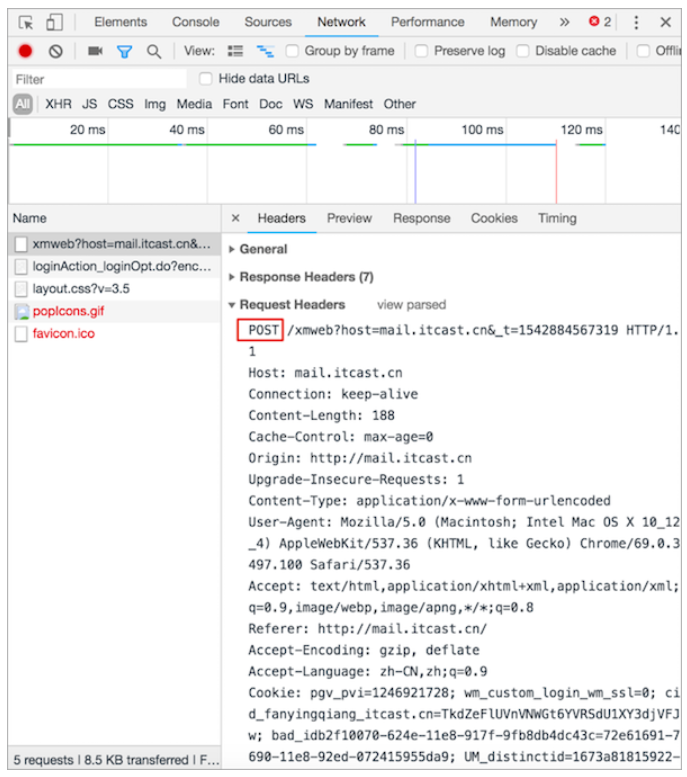 Elements Console Sources Network Performance Memory » 2
View: Group by frame Preserve log Disable cache Offli
Filter Hide data URLs
All XHR JS CSS Img Media Font Doc WS Manifest Other
20 ms 40 ms 60 ms 80 ms 100 ms 120 ms 140
Name
× Headers Preview Response Cookies Timing
xmweb?host=mail.itcast.cn&...
loginAction_loginOpt.do?enc...
layout.css?v=3.5
popIcons.gif
favicon.ico
▸ General
▸ Response Headers (7)
▾ Request Headers view parsed
POST /xmweb?host=mail.itcast.cn&_t=1542884567319 HTTP/1.
1
Host: mail.itcast.cn
Connection: keep-alive
Content-Length: 188
Cache-Control: max-age=0
Origin: http://mail.itcast.cn
Upgrade-Insecure-Requests: 1
Content-Type: application/x-www-form-urlencoded
User-Agent: Mozilla/5.0 (Macintosh; Intel Mac OS X 10_12
_4) AppleWebKit/537.36 (KHTML, like Gecko) Chrome/69.0.3
497.100 Safari/537.36
Accept: text/html,application/xhtml+xml,application/xml;
q=0.9,image/webp,image/apng,*/*;q=0.8
Referer: http://mail.itcast.cn/
Accept-Encoding: gzip, deflate
Accept-Language: zh-CN,zh;q=0.9
Cookie: pgv_pvi=1246921728; wm_custom_login_wm_ssl=0; ci
d_fanyingqiang_itcast.cn=TkdZeFlUVnVNWGt6YVRSdU1XY3djVFJ
w; bad_idb2f10070-624e-11e8-917f-9fb8db4dc43c=72e61691-7
690-11e8-92ed-072415955da9; UM_distinctid=1673a81815922-
5 requests | 8.5 KB transferred | F...